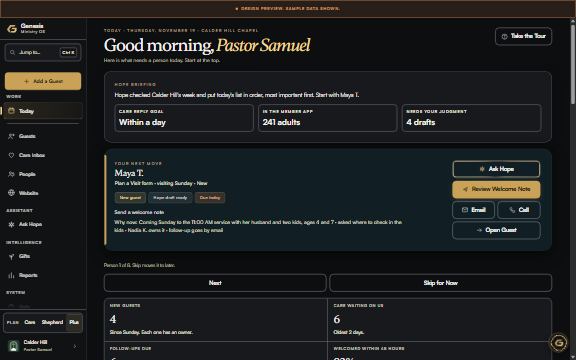 DESIGN PREVIEW. SAMPLE DATA SHOWN.
Genesis
Ministry OS
Jump to...
Ctrl K
+ Add a Guest
WORK
Today
Guests
Care Inbox
People
Website
ASSISTANT
Ask Hope
INTELLIGENCE
Gifts
Reports
SYSTEM
PLAN Care Shepherd Plus
Calder Hill
Pastor Samuel
TODAY · THURSDAY, NOVEMBER 19 · CALDER HILL CHAPEL
Good morning, Pastor Samuel
Here is what needs a person today. Start at the top.
Take the Tour
HOPE BRIEFING
Hope checked Calder Hill's week and put today's list in order, most important first. Start with Maya T.
CARE REPLY GOAL
Within a day
IN THE MEMBER APP
241 adults
NEEDS YOUR JUDGMENT
4 drafts
YOUR NEXT MOVE
Maya T.
Plan a Visit form · visiting Sunday · New
New guest
Hope draft ready
Due today
Send a welcome note
Why now: Coming Sunday to the 11:00 AM service with her husband and two kids, ages 4 and 7 · asked where to check in the
kids · Nadia K. owns it · follow-up goes by email
Ask Hope
Review Welcome Note
Email
Call
Open Guest
Person 1 of 8. Skip moves it to later.
Next
Skip for Now
NEW GUESTS
4
Since Sunday. Each one has an owner.
CARE WAITING ON US
6
Oldest 2 days.
FOLLOW-UPS DUE
WELCOMED WITHIN 48 HOURS